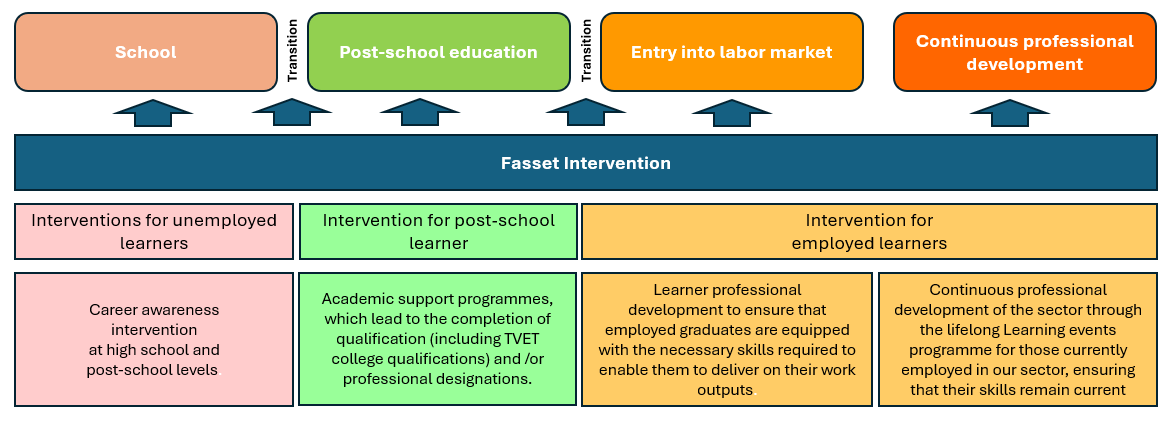 School
Transition
Post-school education
Transition
Entry into labor market
Continuous professional
development
Fasset Intervention
Interventions for unemployed
learners
Intervention for post-school
learner
Intervention for
employed learners
Career awareness
intervention
at high school and
post-school levels
Academic support programmes,
which lead to the completion of
qualification (including TVET
college qualifications) and /or
professional designations.
Learner professional
development to ensure that
employed graduates are equipped
with the necessary skills required to
enable them to deliver on their work
outputs
Continuous professional
development of the sector through
the lifelong Learning events
programme for those currently
employed in our sector, ensuring
that their skills remain current